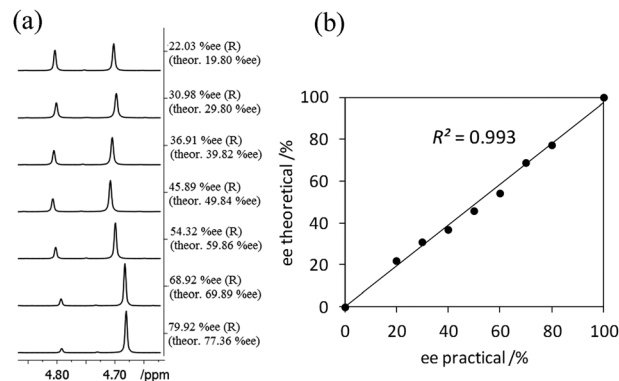 (a)
22.03 %ee (R)
(theor. 19.80 %ee)
30.98 %ee (R)
(theor. 29.80 %ee)
36.91 %ee (R)
(theor. 39.82 %ee)
45.89 %ee (R)
(theor. 49.84 %ee)
54.32 %ee (R)
(theor. 59.86 %ee)
68.92 %ee (R)
(theor. 69.89 %ee)
79.92 %ee (R)
(theor. 77.36 %ee)
4.80 4.70 /ppm
(b)
ee theoretical /%
100
80
60
40
20
0
R² = 0.993
0 20 40 60 80 100
ee practical /%